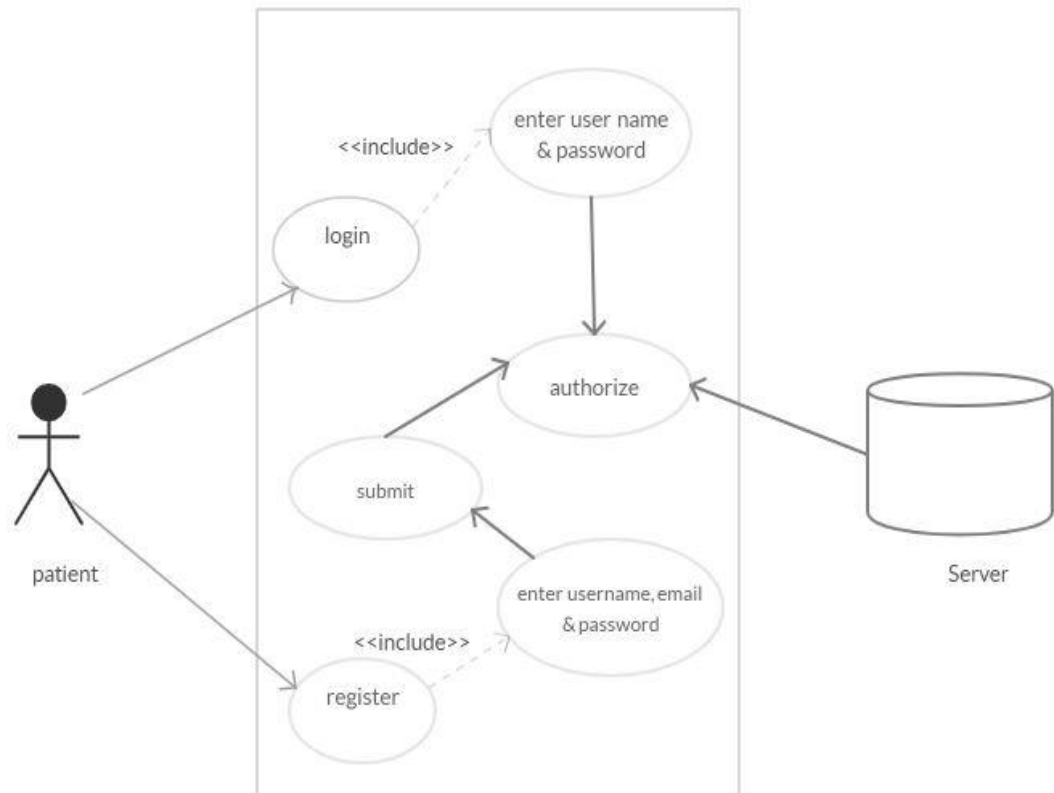 enter user name
& password
<<include>>
login
authorize
submit
patient
Server
enter username, email
& password
<<include>>
register